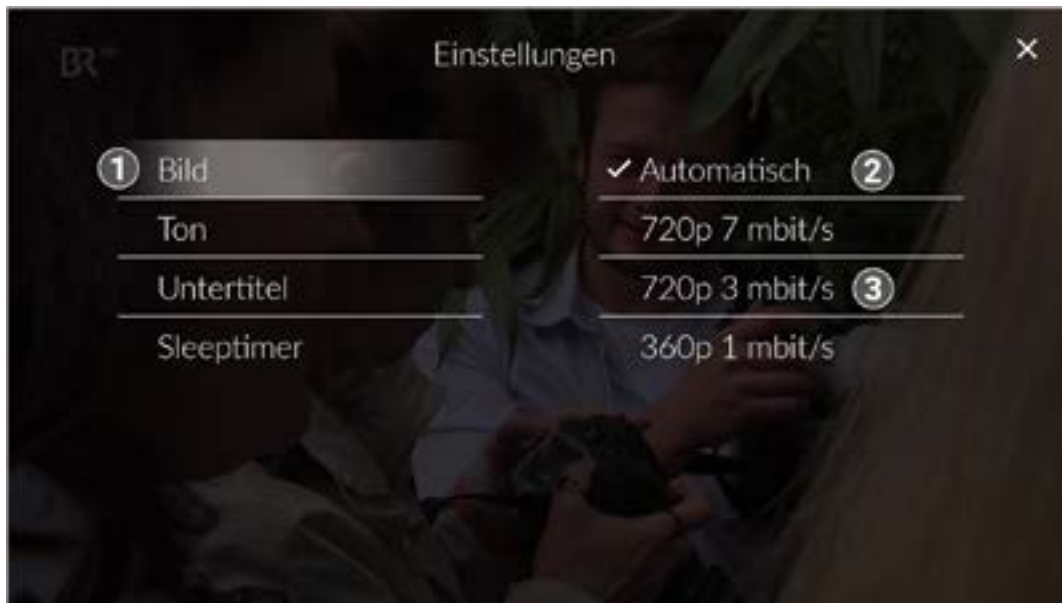 BR
Einstellungen
×
1 Bild
✓ Automatisch 2
Ton
720p 7 mbit/s
Untertitel
720p 3 mbit/s 3
Sleeptimer
360p 1 mbit/s